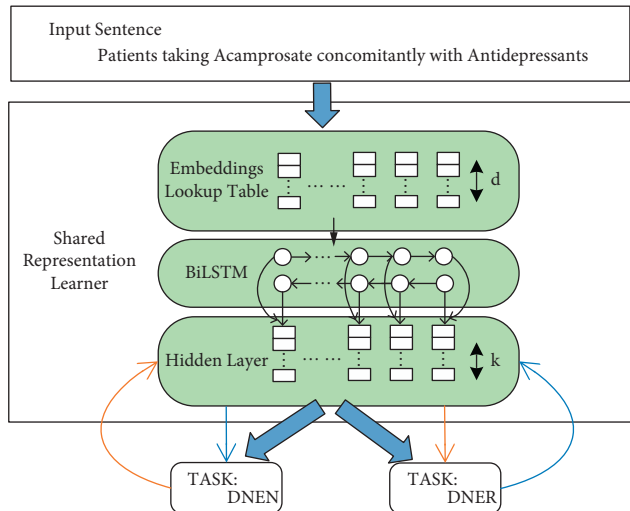 Input Sentence
Patients taking Acamprosate concomitantly with Antidepressants
Embeddings
Lookup Table
d
Shared
Representation
Learner
BiLSTM
Hidden Layer
k
TASK:
DNEN
TASK:
DNER